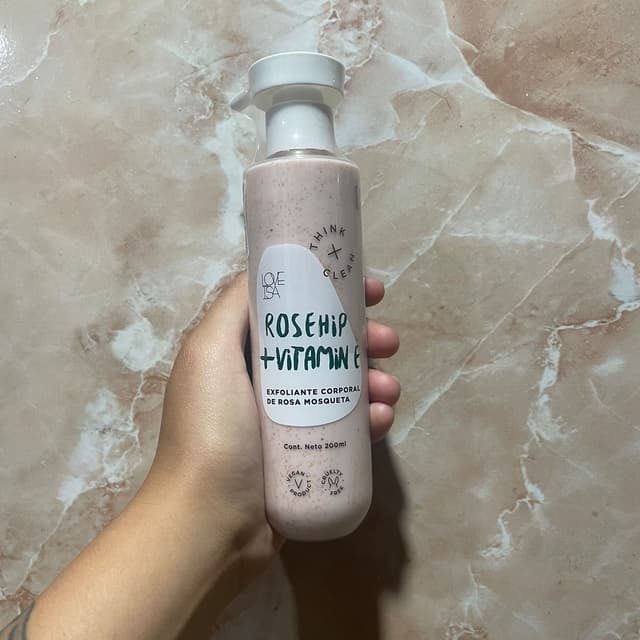 THINK
X
CLEAN
LOVE
ISA
ROSEHIP
+VITAMIN E
EXFOLIANTE CORPORAL
DE ROSA MOSQUETA
Cont. Neto 200ml
VEGAN
V
PRODUCT
CRUELTY
FREE